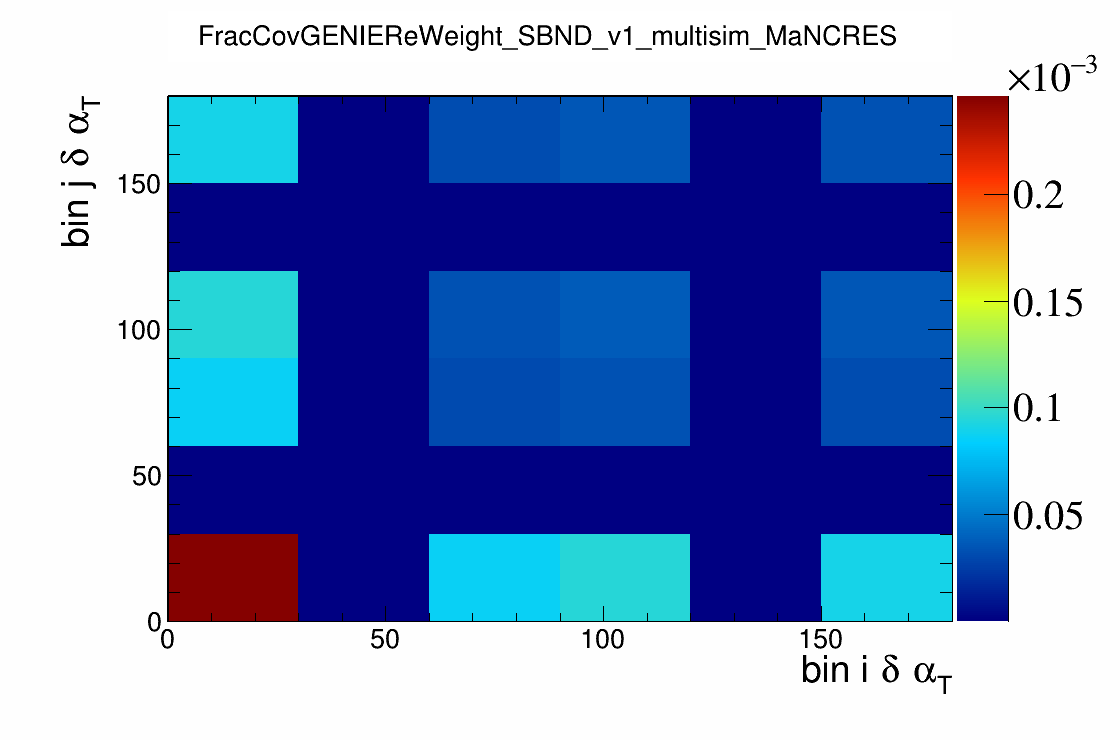 FracCovGENIEReWeight_SBND_v1_multisim_MaNCRES
×10⁻³
bin j δ α_T
150
100
50
0
0 50 100 150
bin i δ α_T
0.2
0.15
0.1
0.05